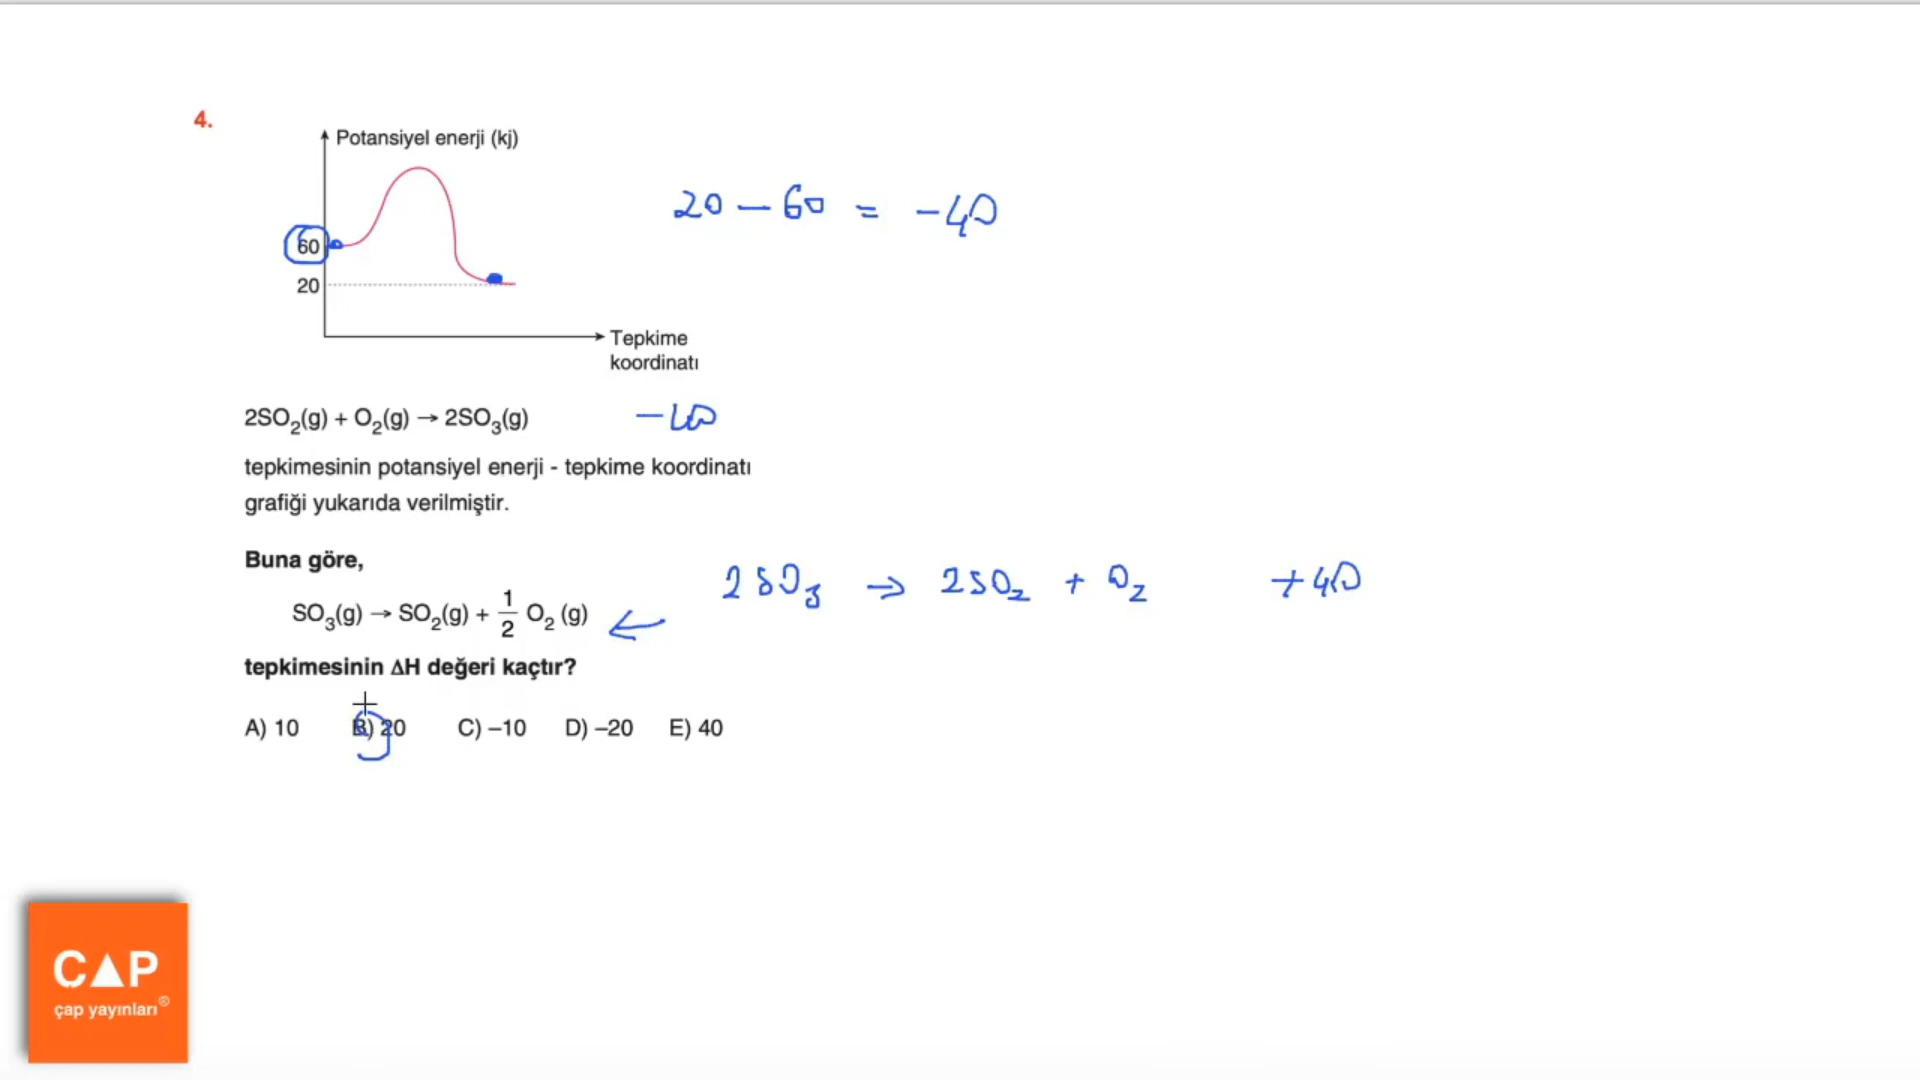 4.
Potansiyel enerji (kj)
20 – 60 = –40
60
20
Tepkime
koordinatı
2SO₂(g) + O₂(g) → 2SO₃(g) –40
tepkimesinin potansiyel enerji - tepkime koordinatı
grafiği yukarıda verilmiştir.
Buna göre,
2SO₃ → 2SO₂ + O₂ +40
SO₃(g) → SO₂(g) + 1/2 O₂ (g) ←
tepkimesinin ΔH değeri kaçtır?
A) 10 B) 20 C) –10 D) –20 E) 40
ÇAP
çap yayınları®